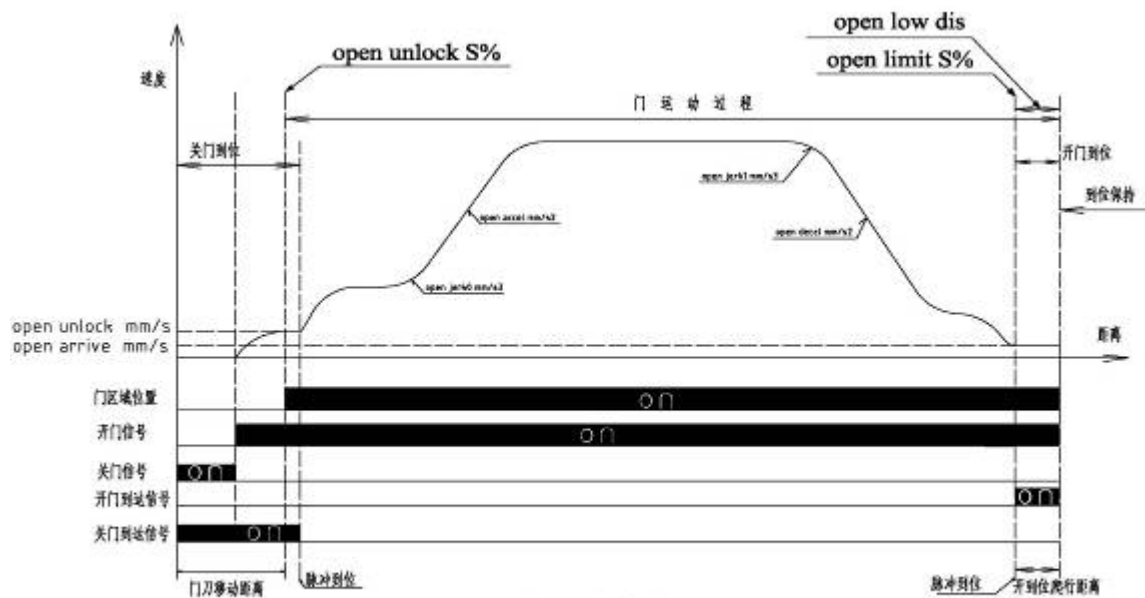 open low dis
open unlock S%
open limit S%
速度
门运动过程
关门到位
开门到位
open jerk1 mm/s3
到位保持
open accel mm/s2
open decel mm/s2
open jerk0 mm/s3
open unlock mm/s
open arrive mm/s
距离
门区域位置
on
开门信号
on
关门信号
on
开门到达信号
on
关门到达信号
on
门刀移动距离
脉冲到位
脉冲到位
开到位爬行距离